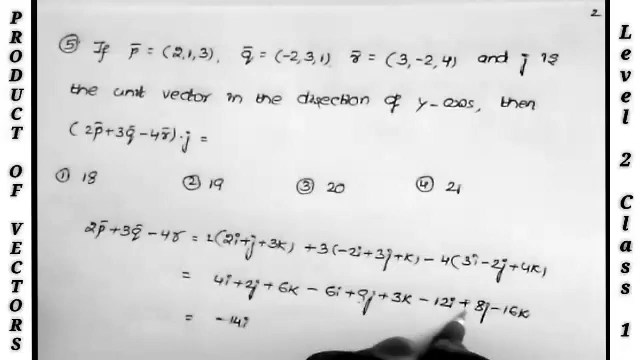 PRODUCT OF VECTORS
2
⑤ If p̄ = (2,1,3), q̄ = (-2,3,1) r̄ = (3,-2,4) and j is
the unit vector in the direction of y-axis, then
(2p̄+3q̄-4r̄)·j =
① 18 ② 19 ③ 20 ④ 21
2p̄+3q̄-4r = 2(2i+j+3k) +3(-2i+3j+k) -4(3i-2j+4k)
= 4i+2j+6k - 6i+9j+3k -12i+8j-16k
= -14i
Level 2 Class 1